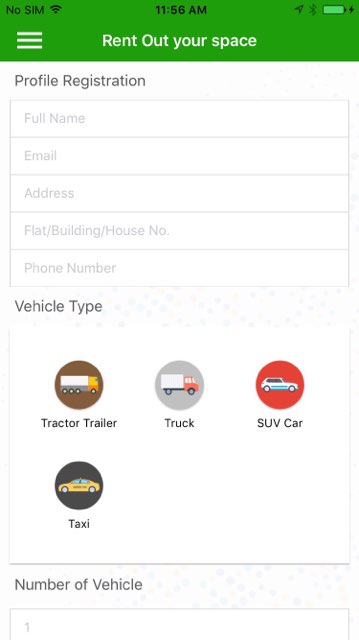 No SIM 11:56 AM
Rent Out your space
Profile Registration
Full Name
Email
Address
Flat/Building/House No.
Phone Number
Vehicle Type
Tractor Trailer Truck SUV Car
Taxi
Number of Vehicle
1